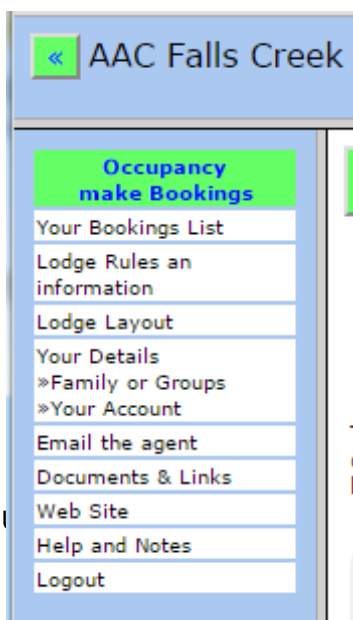 « AAC Falls Creek
Occupancy
make Bookings
Your Bookings List
Lodge Rules an
information
Lodge Layout
Your Details
»Family or Groups
»Your Account
Email the agent
Documents & Links
Web Site
Help and Notes
Logout